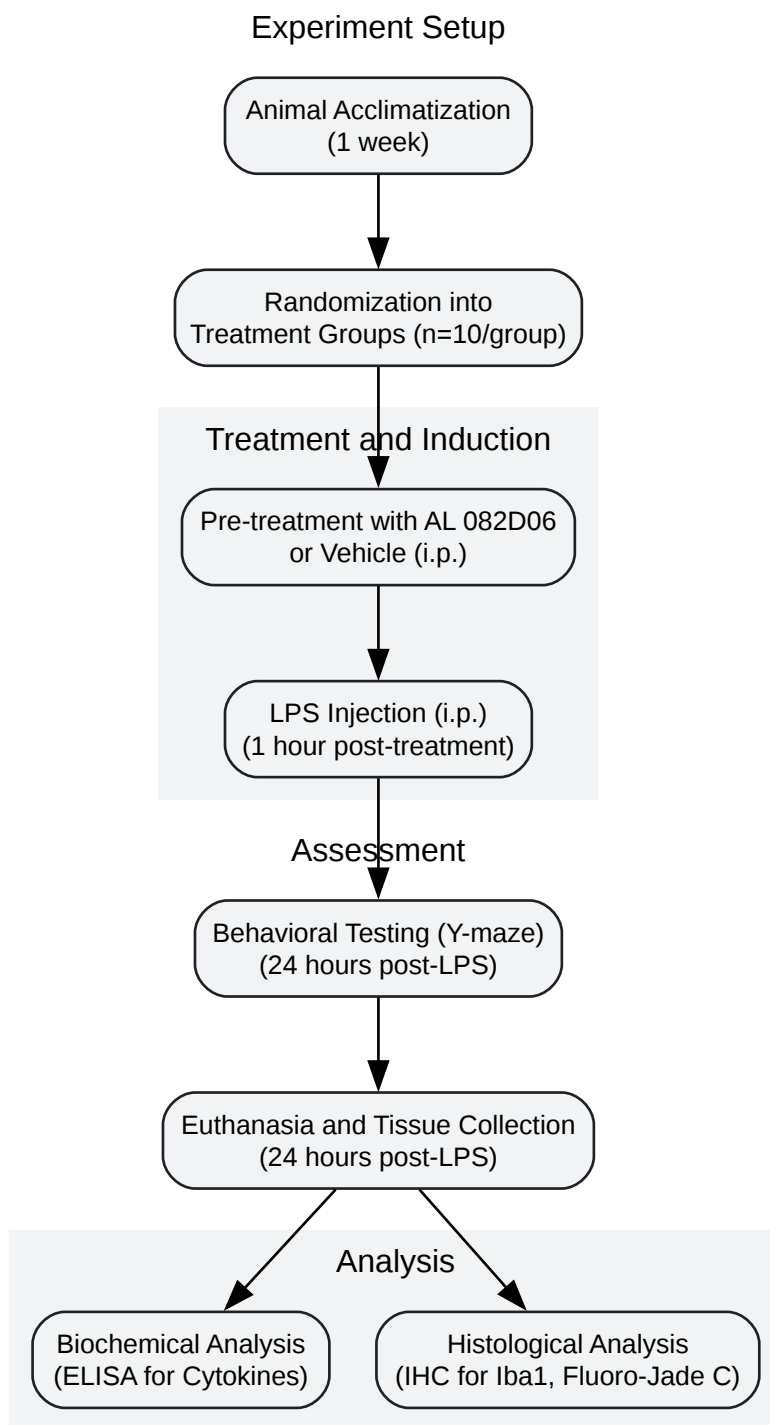 Experiment Setup
Animal Acclimatization
(1 week)
Randomization into
Treatment Groups (n=10/group)
Treatment and Induction
Pre-treatment with AL 082D06
or Vehicle (i.p.)
LPS Injection (i.p.)
(1 hour post-treatment)
Assessment
Behavioral Testing (Y-maze)
(24 hours post-LPS)
Euthanasia and Tissue Collection
(24 hours post-LPS)
Analysis
Biochemical Analysis
(ELISA for Cytokines)
Histological Analysis
(IHC for Iba1, Fluoro-Jade C)